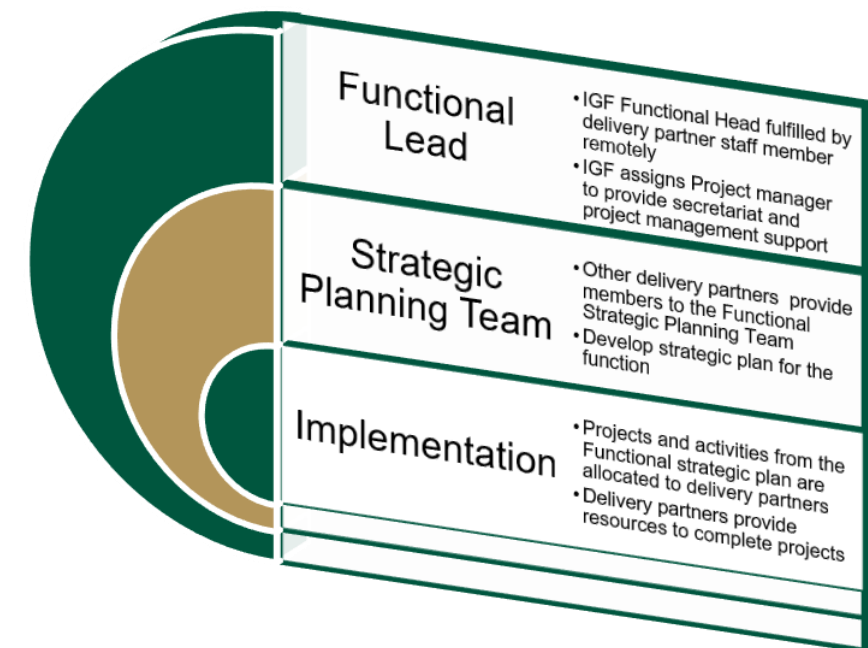 Functional
Lead
•IGF Functional Head fulfilled by
delivery partner staff member
remotely
•IGF assigns Project manager
to provide secretariat and
project management support
Strategic
Planning Team
•Other delivery partners provide
members to the Functional
Strategic Planning Team
•Develop strategic plan for the
function
Implementation
•Projects and activities from the
Functional strategic plan are
allocated to delivery partners
•Delivery partners provide
resources to complete projects